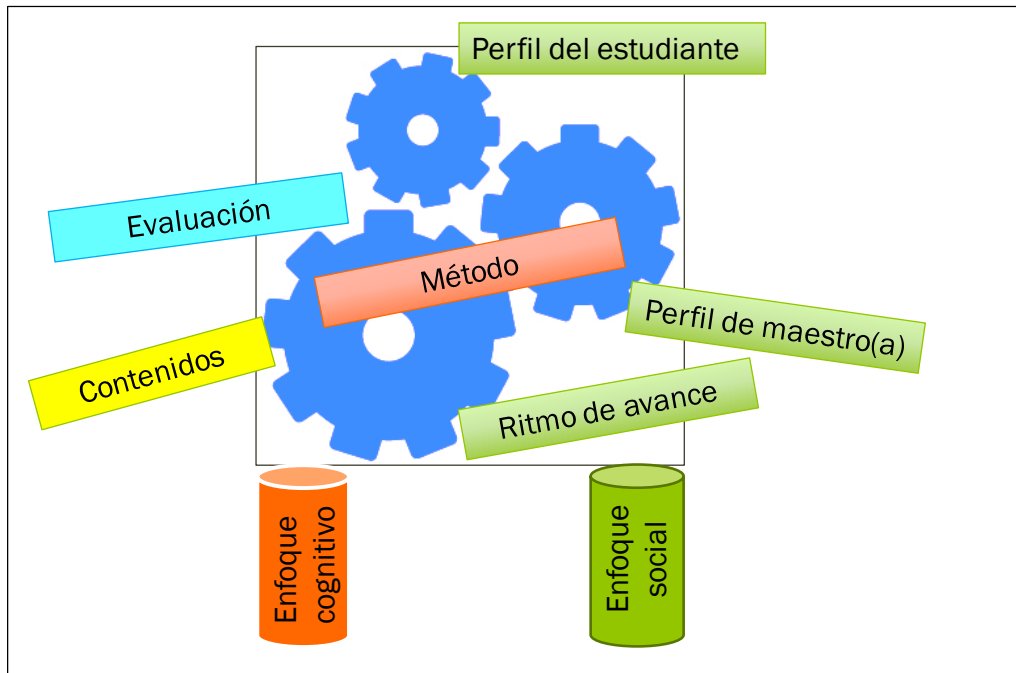 Perfil del estudiante
Evaluación
Método
Perfil de maestro(a)
Contenidos
Ritmo de avance
Enfoque
cognitivo
Enfoque
social